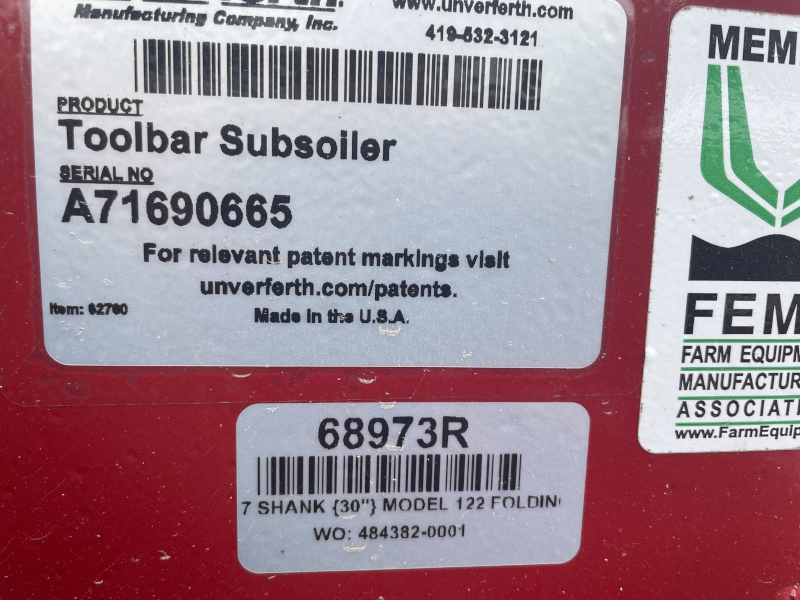 www.unverferth.com
Manufacturing Company, Inc.
419-532-3121
PRODUCT
Toolbar Subsoiler
SERIAL NO
A71690665
For relevant patent markings visit
unverferth.com/patents.
Item: 62760
Made in the U.S.A.
68973R
7 SHANK {30"} MODEL 122 FOLDIN
WO: 484382-0001
MEM
FEM
FARM EQUIPM
MANUFACTUR
ASSOCIATI
www.FarmEquip